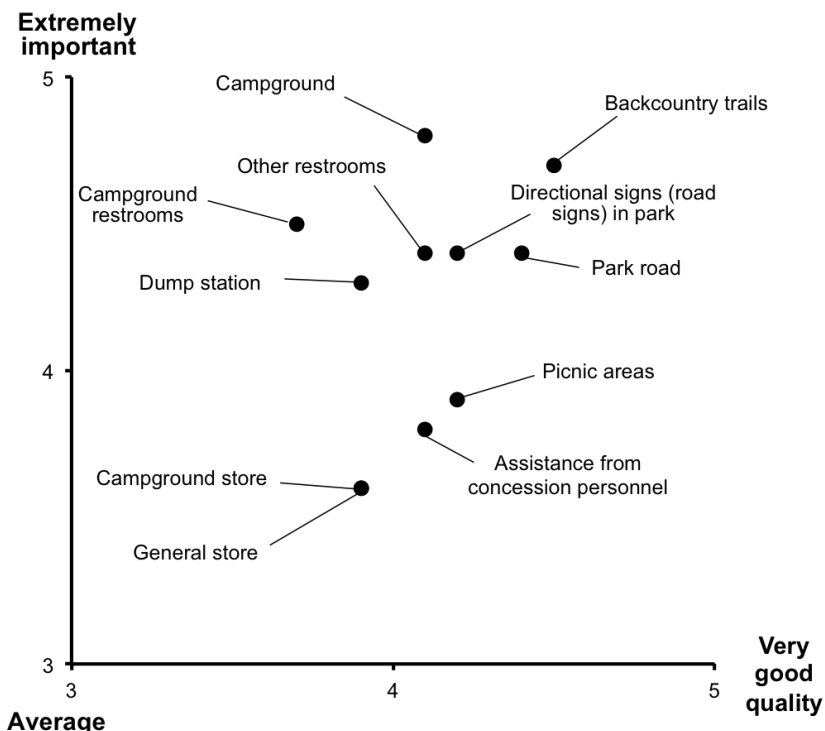 Extremely
important
5
Campground
Backcountry trails
Other restrooms
Campground
restrooms
Directional signs (road
signs) in park
Park road
Dump station
4
Picnic areas
Assistance from
concession personnel
Campground store
General store
3
3
4
5
Very
good
quality
Average